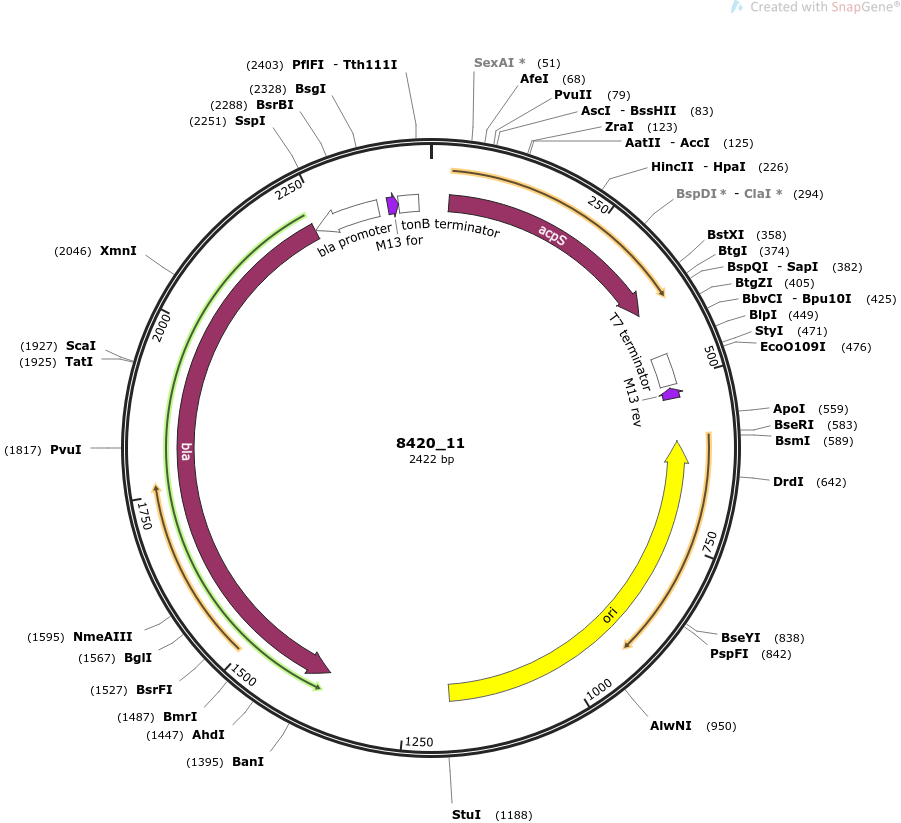 Created with SnapGene®
(2403) PflFI - Tth111I
(2328) BsgI
(2288) BsrBI
(2251) SspI
SexAI * (51)
AfeI (68)
PvuII (79)
AscI - BssHII (83)
ZraI (123)
AatII - AccI (125)
HincII - HpaI (226)
BspDI * - ClaI * (294)
BstXI (358)
BtgI (374)
BspQI - SapI (382)
BtgZI (405)
BbvCI - Bpu10I (425)
BlpI (449)
StyI (471)
EcoO109I (476)
ApoI (559)
BseRI (583)
BsmI (589)
DrdI (642)
BseYI (838)
PspFI (842)
AlwNI (950)
StuI (1188)
(1395) BanI
(1447) AhdI
(1487) BmrI
(1527) BsrFI
(1567) BglI
(1595) NmeAIII
(1817) PvuI
(1925) TatI
(1927) ScaI
(2046) XmnI
250
500
750
1000
1250
1500
1750
2000
2250
bla promoter
M13 for
tonB terminator
acpS
T7 terminator
M13 rev
ori
bla
8420_11
2422 bp